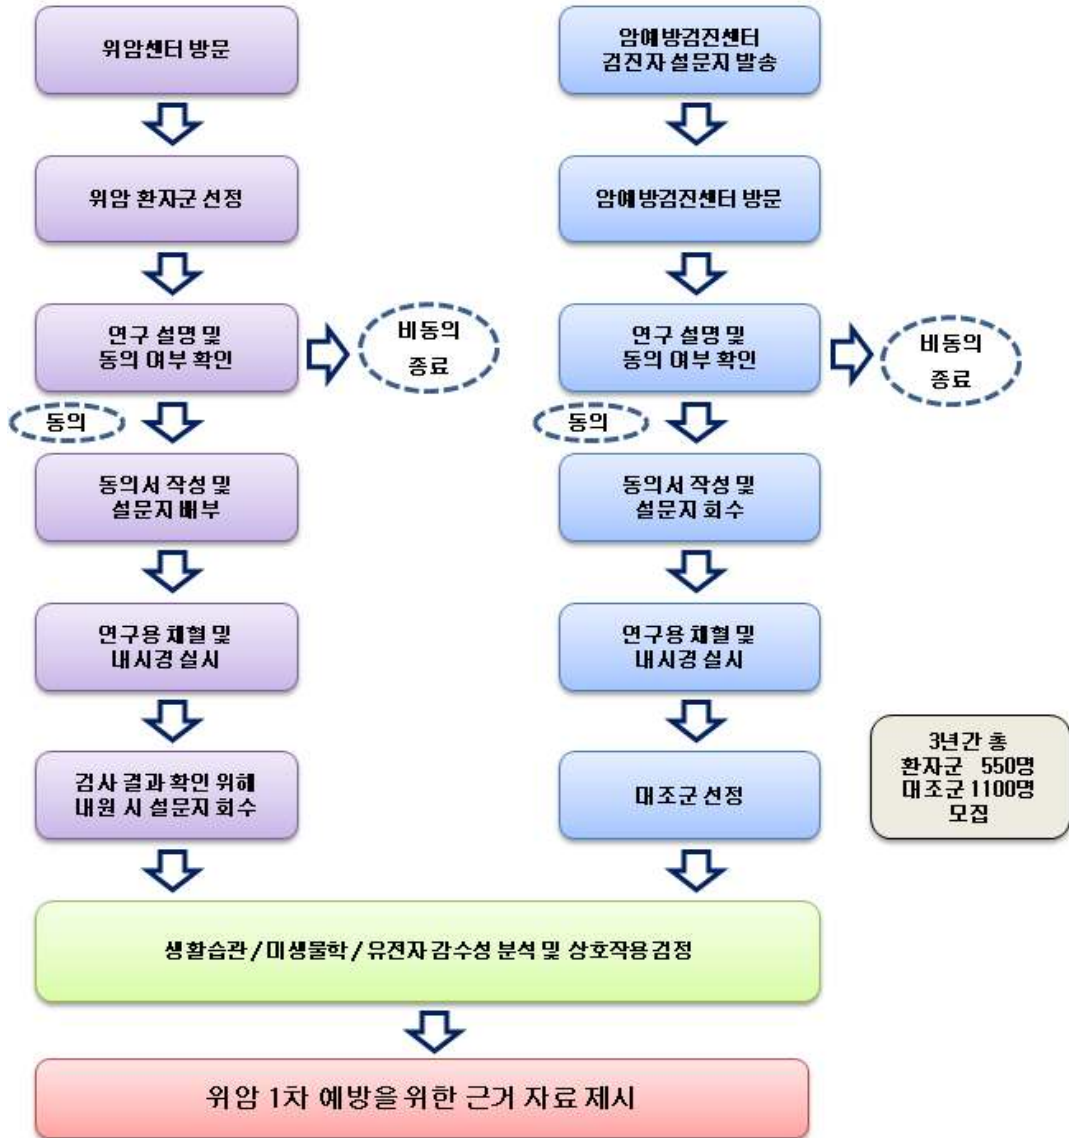 위암센터 방문
위암 환자군 선정
연구 설명 및
동의 여부 확인
비동의
종료
동의
동의서 작성 및
설문지 배부
연구용 채혈 및
내시경 실시
검사 결과 확인 위해
내원 시 설문지 회수
암예방검진센터
검진자 설문지 발송
암예방검진센터 방문
연구 설명 및
동의 여부 확인
비동의
종료
동의
동의서 작성 및
설문지 회수
연구용 채혈 및
내시경 실시
대조군 선정
3년간 총
환자군 550명
대조군 1100명
모집
생활습관 / 미생물학 / 유전자 감수성 분석 및 상호작용 검정
위암 1차 예방을 위한 근거 자료 제시